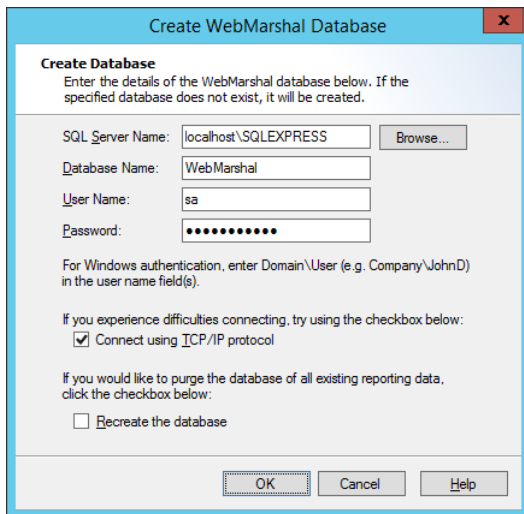 Create WebMarshal Database
x
Create Database
Enter the details of the WebMarshal database below. If the
specified database does not exist, it will be created.
SQL Server Name: localhost\SQLEXPRESS Browse...
Database Name: WebMarshal
User Name: sa
Password: •••••••••••
For Windows authentication, enter Domain\User (e.g. Company\JohnD)
in the user name field(s).
If you experience difficulties connecting, try using the checkbox below:
Connect using TCP/IP protocol
If you would like to purge the database of all existing reporting data,
click the checkbox below:
Recreate the database
OK Cancel Help